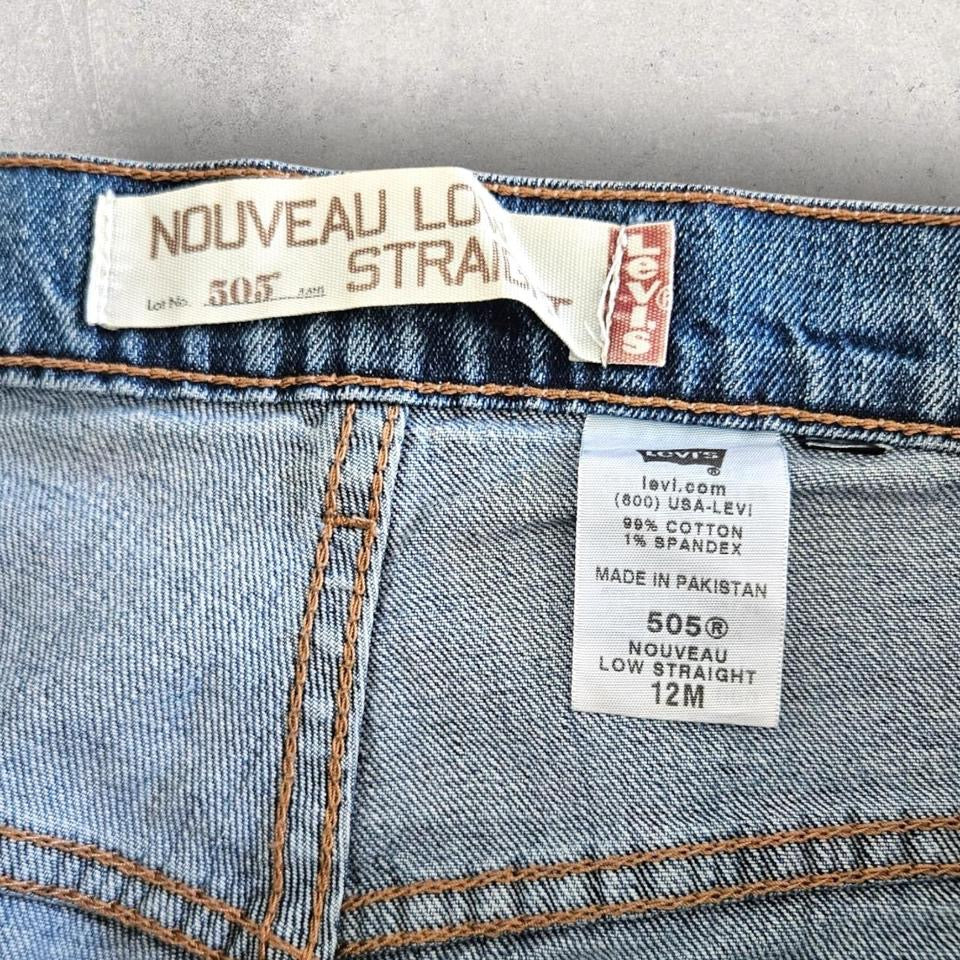 NOUVEAU LO
STRAI
Lot No. 505 JEANS
Levi's®
LEVI'S
®
levi.com
(800) USA-LEVI
99% COTTON
1% SPANDEX
MADE IN PAKISTAN
505®
NOUVEAU
LOW STRAIGHT
12M